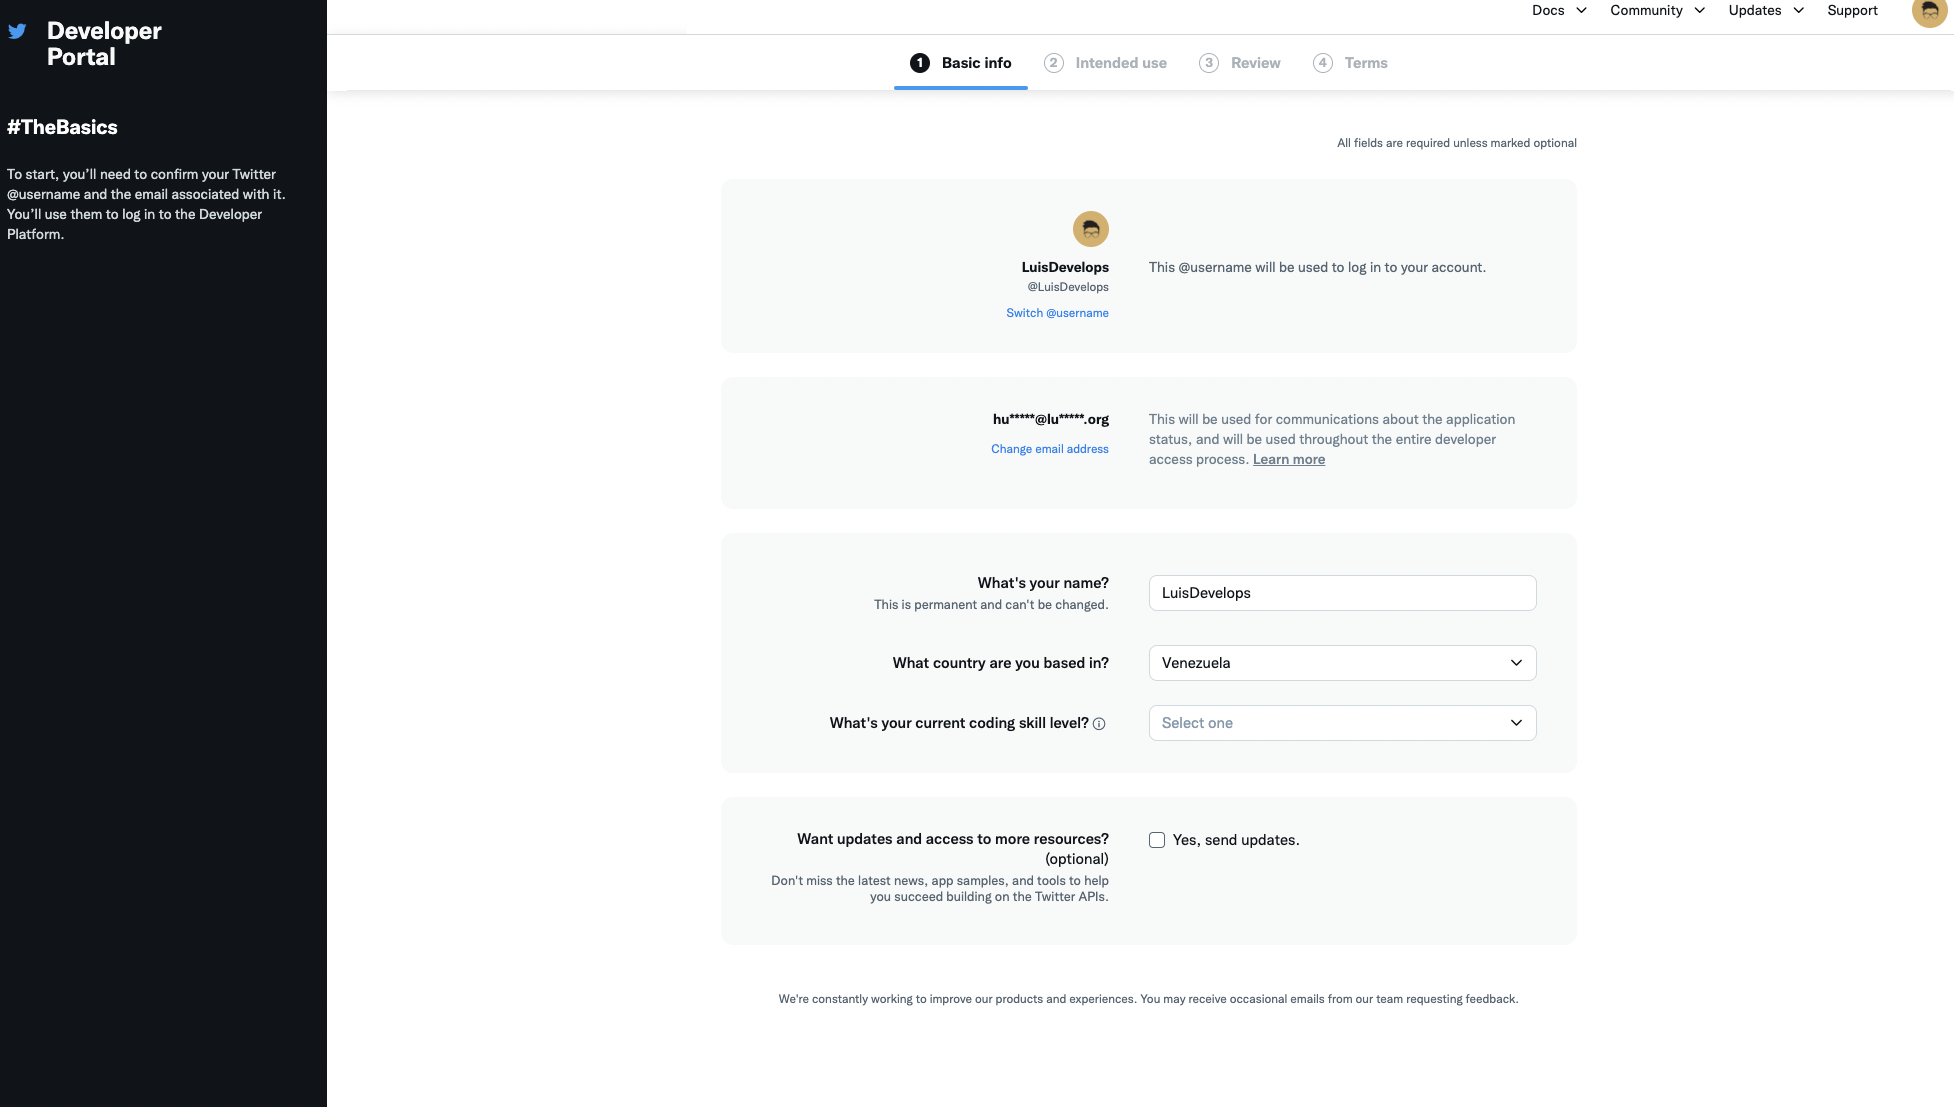 Developer
Portal
Docs
Community
Updates
Support
1 Basic info
2 Intended use
3 Review
4 Terms
#TheBasics
To start, you’ll need to confirm your Twitter
@username and the email associated with it.
You’ll use them to log in to the Developer
Platform.
All fields are required unless marked optional
LuisDevelops
@LuisDevelops
Switch @username
This @username will be used to log in to your account.
hu*****@lu*****.org
Change email address
This will be used for communications about the application
status, and will be used throughout the entire developer
access process. Learn more
What's your name?
This is permanent and can't be changed.
LuisDevelops
What country are you based in?
Venezuela
What's your current coding skill level?
Select one
Want updates and access to more resources?
(optional)
Don't miss the latest news, app samples, and tools to help
you succeed building on the Twitter APIs.
Yes, send updates.
We're constantly working to improve our products and experiences. You may receive occasional emails from our team requesting feedback.